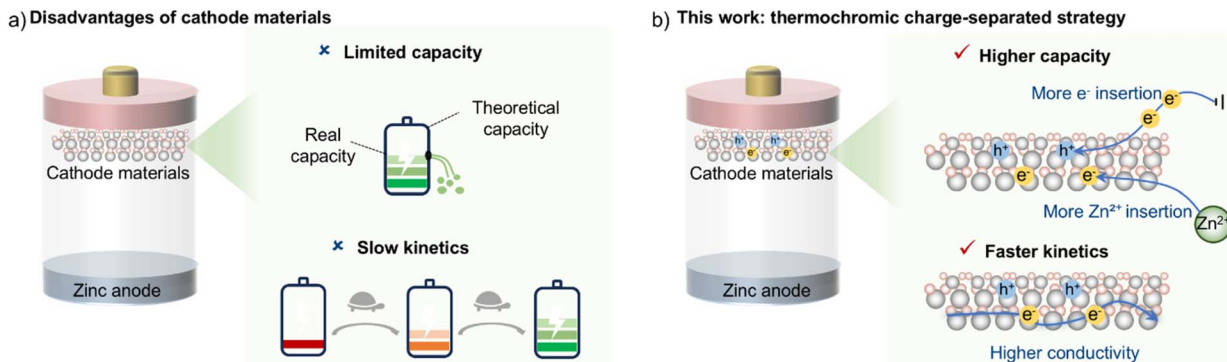 a) Disadvantages of cathode materials
✘ Limited capacity
Theoretical
capacity
Real
capacity
Cathode materials
✘ Slow kinetics
Zinc anode
b) This work: thermochromic charge-separated strategy
✓ Higher capacity
More e⁻ insertion
e⁻
e⁻
h⁺ h⁺
h⁺ h⁺
e⁻ e⁻
e⁻ e⁻
Cathode materials
More Zn²⁺ insertion
Zn²⁺
✓ Faster kinetics
h⁺ h⁺
e⁻ e⁻
Zinc anode
Higher conductivity